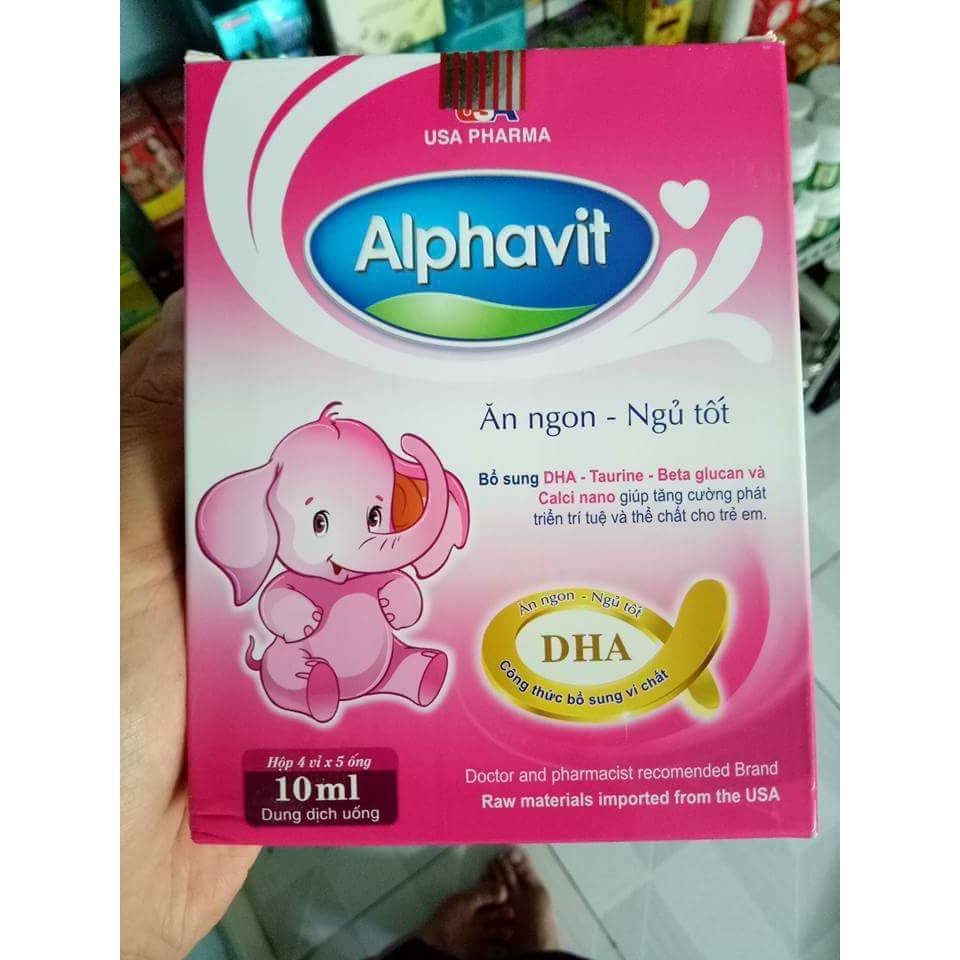 USA
USA PHARMA
Alphavit
Ăn ngon - Ngủ tốt
Bổ sung DHA - Taurine - Beta glucan và
Calci nano giúp tăng cường phát
triển trí tuệ và thể chất cho trẻ em.
Ăn ngon - Ngủ tốt
DHA
Công thức bổ sung vi chất
Hộp 4 vỉ x 5 ống
10ml
Dung dịch uống
Doctor and pharmacist recomended Brand
Raw materials imported from the USA